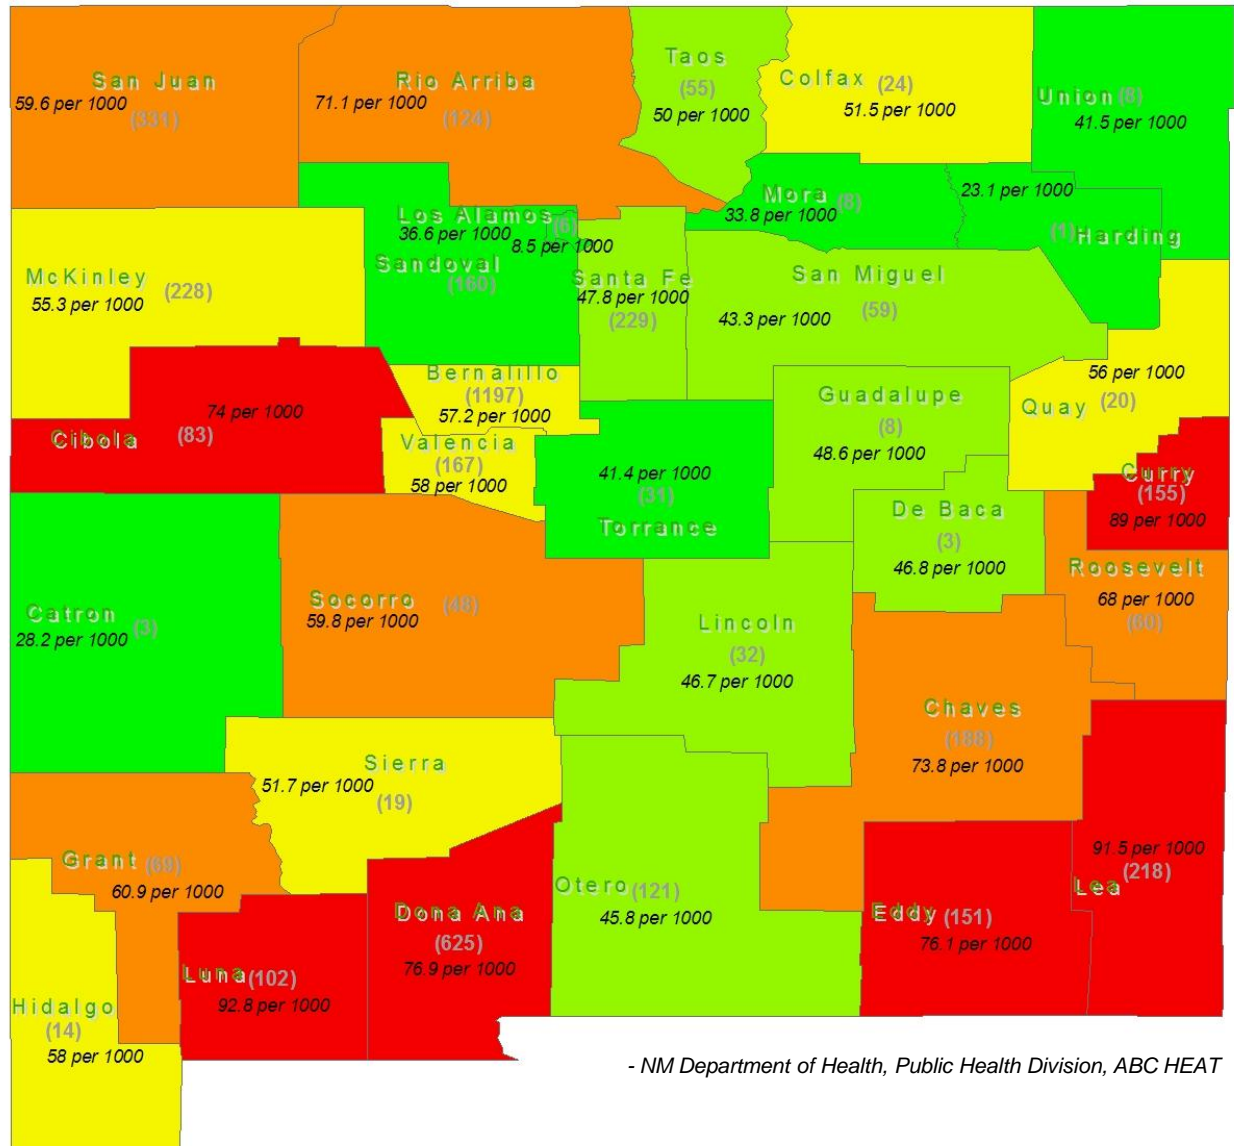 San Juan
59.6 per 1000
(331)
Rio Arriba
71.1 per 1000
(124)
Taos
(55)
50 per 1000
Colfax (24)
51.5 per 1000
Union (8)
41.5 per 1000
Mora (8)
33.8 per 1000
23.1 per 1000
(1) Harding
Los Alamos (6)
36.6 per 1000
8.5 per 1000
Sandoval
(160)
McKinley (228)
55.3 per 1000
Santa Fe
47.8 per 1000
(229)
San Miguel
(59)
43.3 per 1000
Bernalillo
(1197)
57.2 per 1000
56 per 1000
Quay (20)
Guadalupe
(8)
48.6 per 1000
74 per 1000
Cibola (83)
Valencia
(167)
58 per 1000
41.4 per 1000
(31)
Torrance
Curry
(155)
89 per 1000
De Baca
(3)
46.8 per 1000
Roosevelt
68 per 1000
(60)
Catron (3)
28.2 per 1000
Socorro (48)
59.8 per 1000
Lincoln
(32)
46.7 per 1000
Chaves
(188)
73.8 per 1000
Sierra
51.7 per 1000
(19)
Grant (69)
60.9 per 1000
91.5 per 1000
(218)
Lea
Otero (121)
45.8 per 1000
Eddy (151)
76.1 per 1000
Dona Ana
(625)
76.9 per 1000
Luna (102)
92.8 per 1000
Hidalgo
(14)
58 per 1000
- NM Department of Health, Public Health Division, ABC HEAT